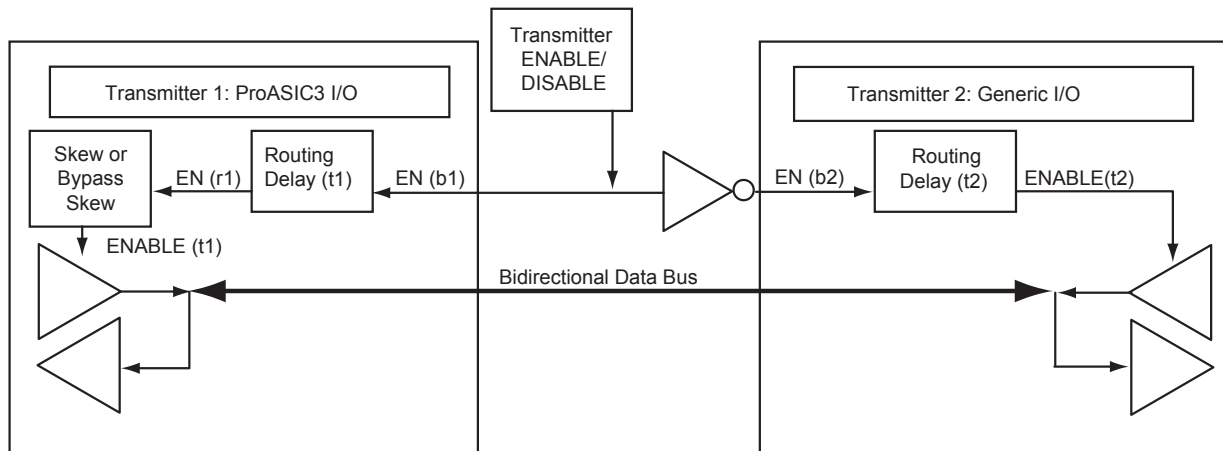 Transmitter
ENABLE/
DISABLE
Transmitter 1: ProASIC3 I/O
Transmitter 2: Generic I/O
Skew or
Bypass
Skew
EN (r1)
Routing
Delay (t1)
EN (b1)
EN (b2)
Routing
Delay (t2)
ENABLE(t2)
ENABLE (t1)
Bidirectional Data Bus